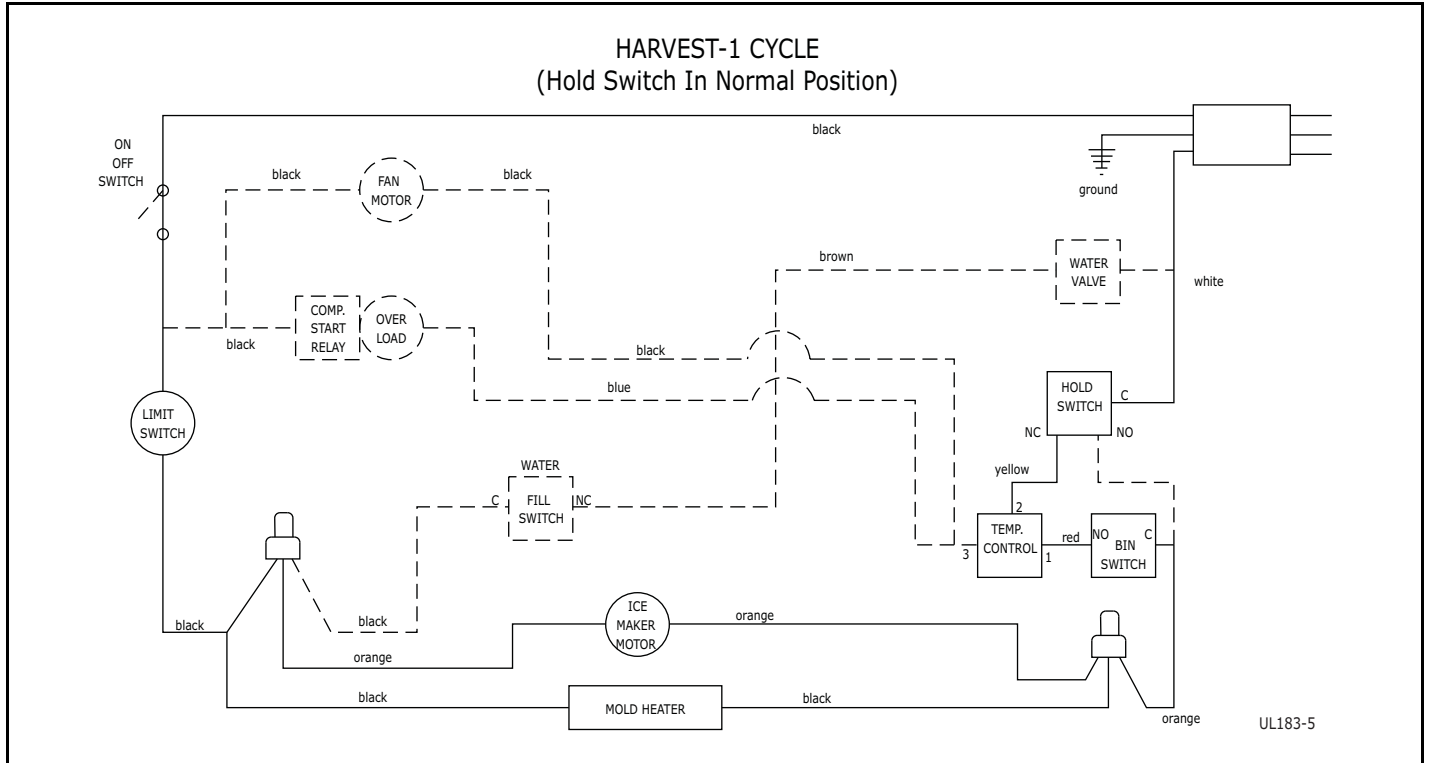 HARVEST-1 CYCLE
(Hold Switch In Normal Position)
black
ON
OFF
SWITCH
ground
black
FAN
MOTOR
black
brown
WATER
VALVE
white
COMP.
START
RELAY
OVER
LOAD
black
black
blue
HOLD
SWITCH
C
NC
NO
LIMIT
SWITCH
yellow
WATER
C
FILL
SWITCH
NC
2
TEMP.
CONTROL
3
1
red
NO
C
BIN
SWITCH
black
black
orange
ICE
MAKER
MOTOR
orange
black
MOLD HEATER
black
orange
UL183-5